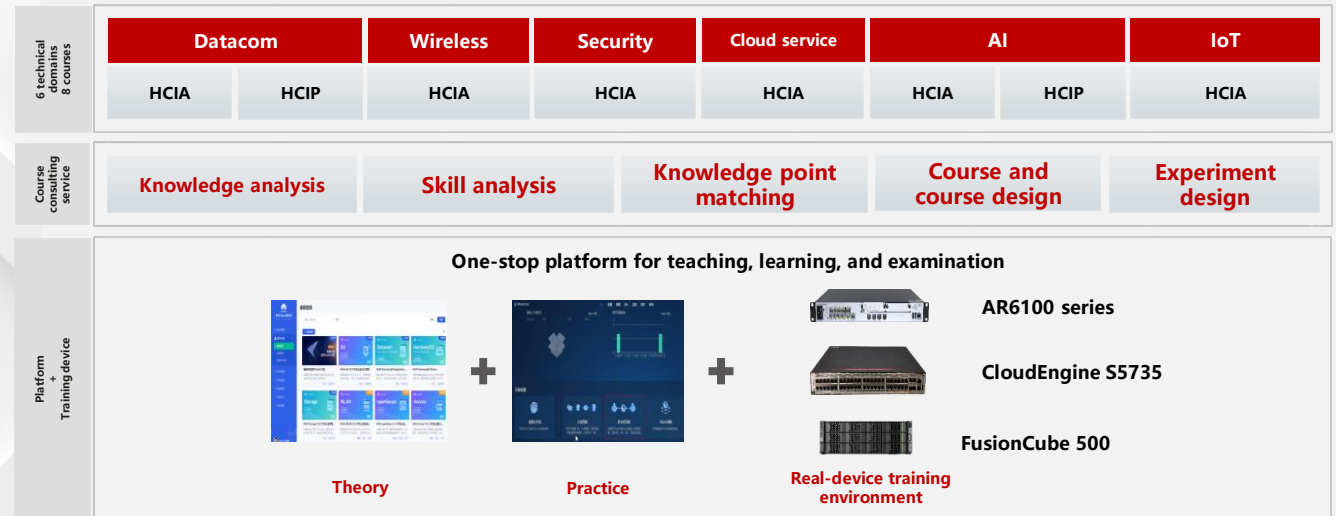 6 technical
domains
8 courses
Datacom
Wireless
Security
Cloud service
AI
IoT
HCIA
HCIP
HCIA
HCIA
HCIA
HCIA
HCIP
HCIA
Course
consulting
service
Knowledge analysis
Skill analysis
Knowledge point
matching
Course and
course design
Experiment
design
Platform
+
Training device
One-stop platform for teaching, learning, and examination
AR6100 series
CloudEngine S5735
FusionCube 500
Theory
Practice
Real-device training
environment